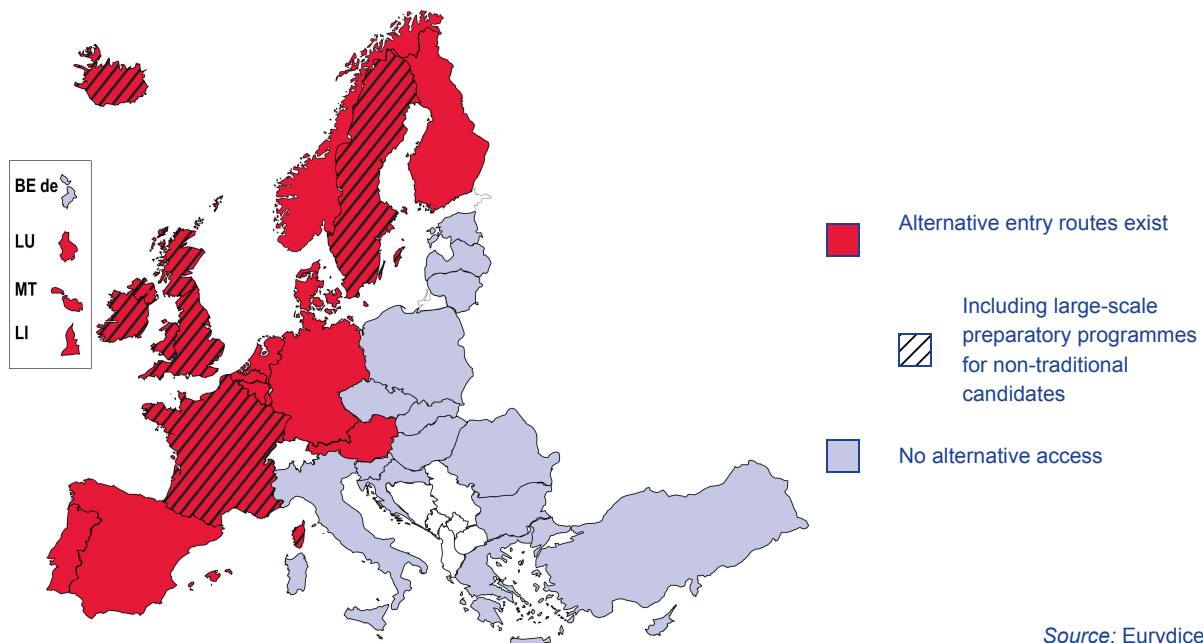 BE de
LU
MT
LI
Alternative entry routes exist
Including large-scale
preparatory programmes
for non-traditional
candidates
No alternative access
Source: Eurydice